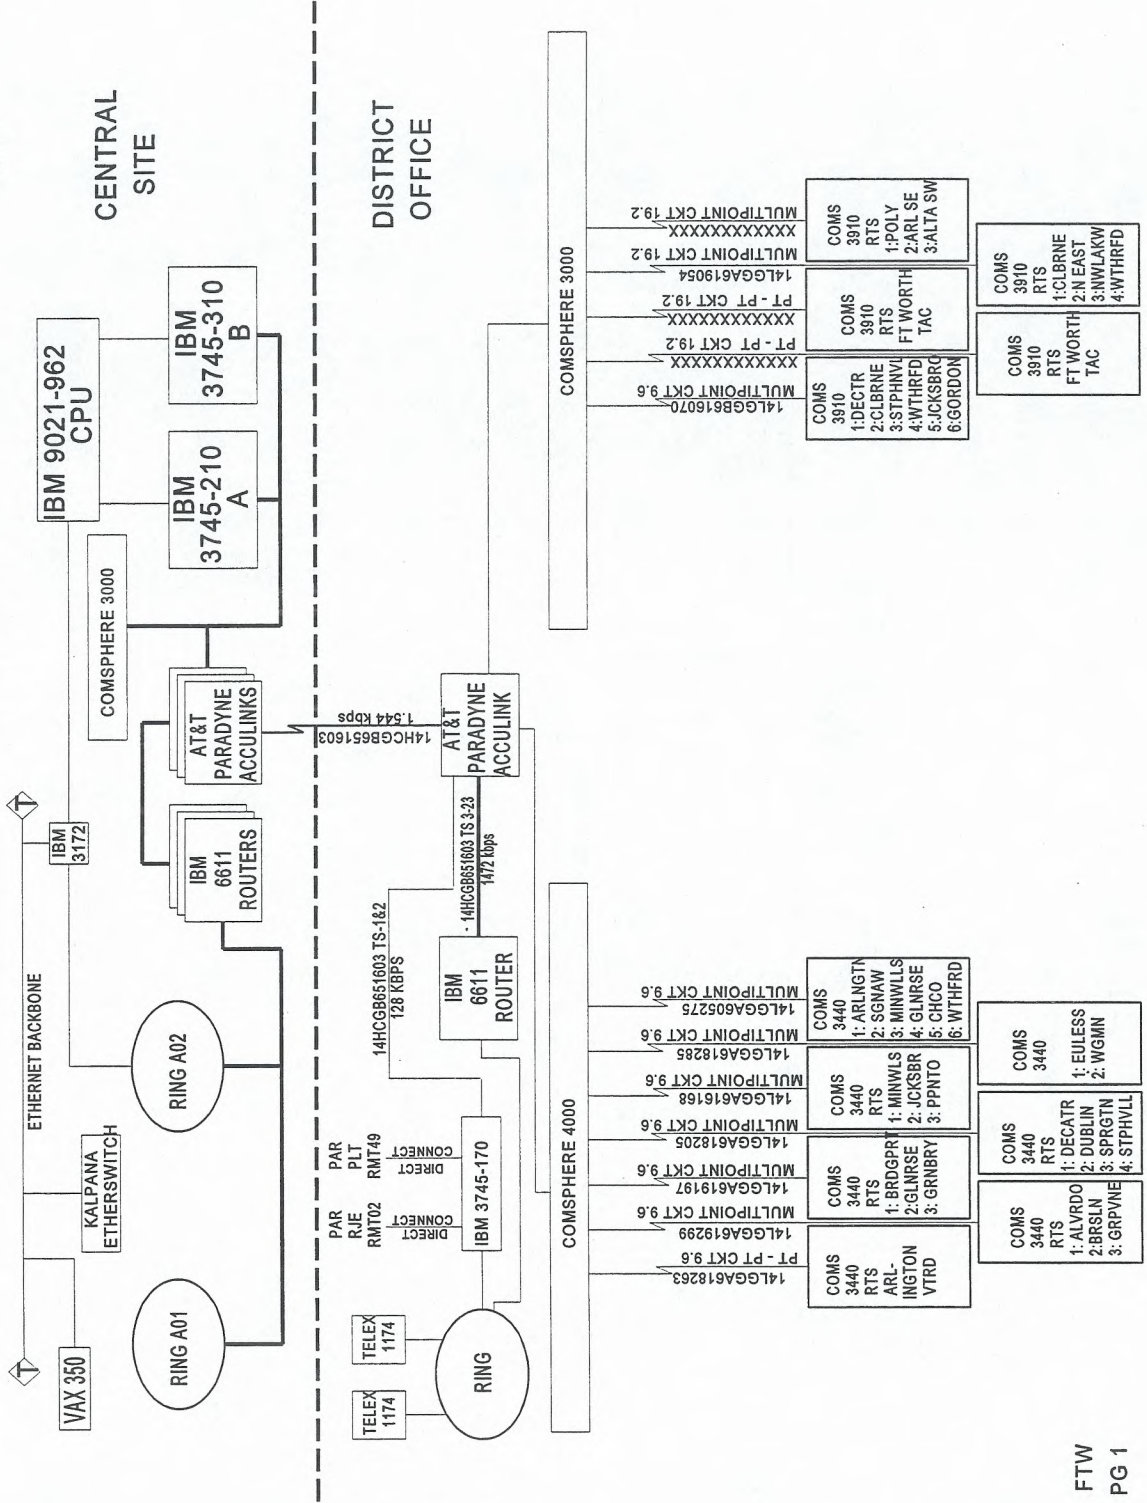 CENTRAL
SITE
ETHERNET BACKBONE
T
T
VAX 350
KALPANA
ETHERSWITCH
IBM
3172
IBM 9021-962
CPU
COMSPHERE 3000
RING A01
RING A02
IBM
6611
ROUTERS
AT&T
PARADYNE
ACCULINKS
IBM
3745-210
A
IBM
3745-310
B
DISTRICT
OFFICE
14HCGB651603
1.544 kbps
TELEX
1174
TELEX
1174
RING
PAR
RJE
RMT02
DIRECT
CONNECT
PAR
PLT
RMT49
DIRECT
CONNECT
IBM 3745-170
14HCGB651603 TS-1&2
128 KBPS
IBM
6611
ROUTER
- 14HCGB651603 TS 3-23
1472 kbps
AT&T
PARADYNE
ACCULINK
COMSPHERE 4000
14LGGA618263
PT - PT CKT 9.6
14LGGA619299
MULTIPOINT CKT 9.6
14LGGA619197
MULTIPOINT CKT 9.6
14LGGA618205
MULTIPOINT CKT 9.6
14LGGA616168
MULTIPOINT CKT 9.6
14LGGA618285
MULTIPOINT CKT 9.6
14LGGA605275
MULTIPOINT CKT 9.6
COMS
3440
RTS
ARL-
INGTON
VTRD
COMS
3440
RTS
1: BRDGPRT
2:GLNRSE
3: GRNBRY
COMS
3440
RTS
1: MINWLS
2: JCKSBR
3: PPNTO
COMS
3440
1: ARLNGTN
2: SGNAW
3: MINWLLS
4: GLNRSE
5: CHCO
6: WTHFRD
COMS
3440
RTS
1: ALVRDO
2:BRSLN
3: GRPVNE
COMS
3440
RTS
1: DECATR
2: DUBLIN
3: SPRGTN
4: STPHVLL
COMS
3440
1: EULESS
2: WGMN
COMSPHERE 3000
14LGGB616070
MULTIPOINT CKT 9.6
XXXXXXXXXXXXX
PT - PT CKT 19.2
XXXXXXXXXXXXX
PT - PT CKT 19.2
14LGGA619054
MULTIPOINT CKT 19.2
XXXXXXXXXXXXX
MULTIPOINT CKT 19.2
COMS
3910
1:DECTR
2:CLBRNE
3:STPHNVL
4:WTHRFD
5:JCKSBRO
6:GORDON
COMS
3910
RTS
FT WORTH
TAC
COMS
3910
RTS
1:POLY
2:ARL SE
3:ALTA SW
COMS
3910
RTS
FT WORTH
TAC
COMS
3910
RTS
1:CLBRNE
2:N EAST
3:NWLAKW
4:WTHRFD
FTW
PG 1